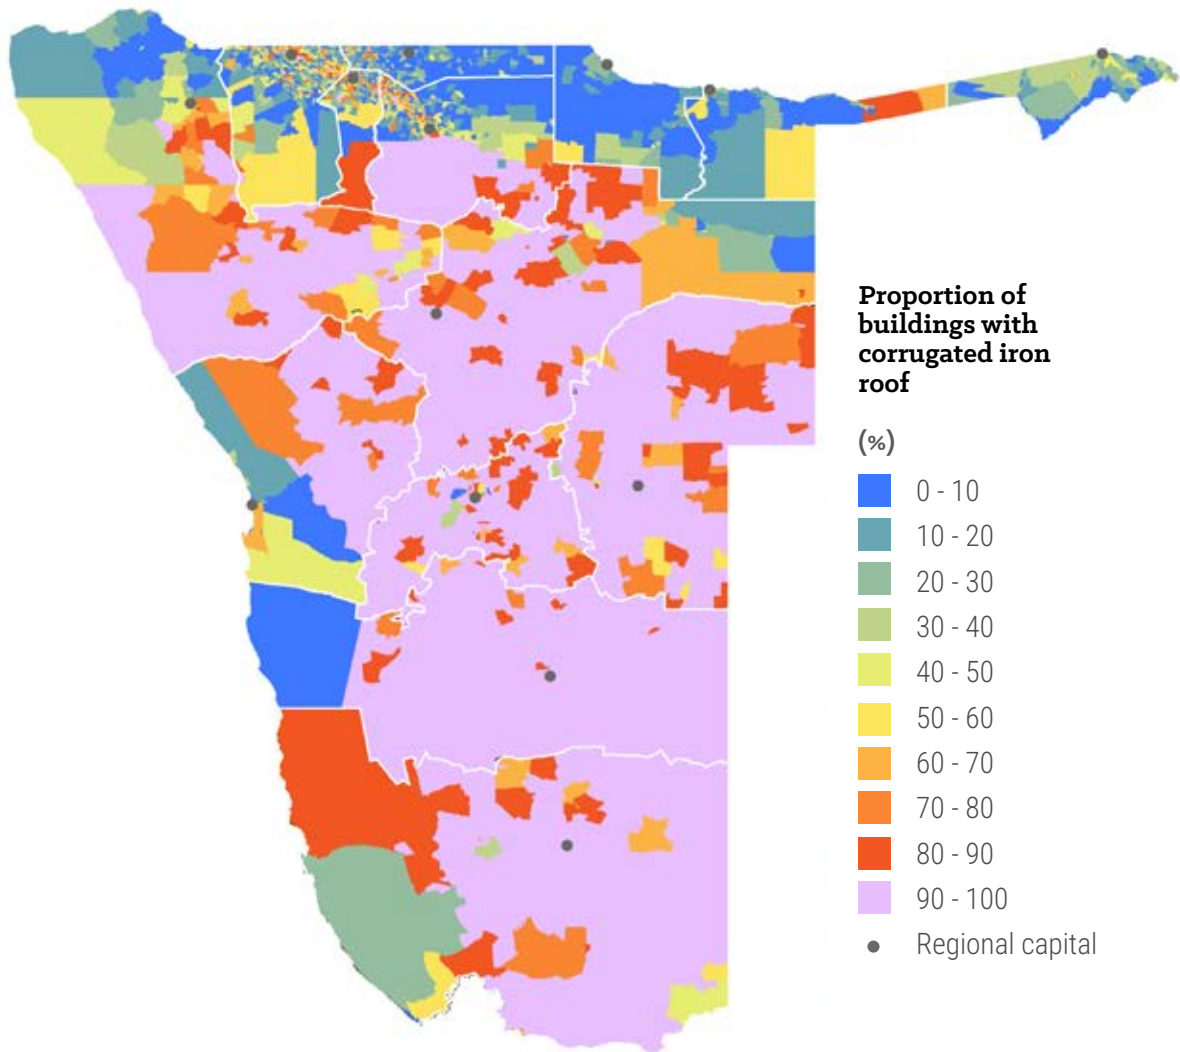 Proportion of
buildings with
corrugated iron
roof
(%)
0 - 10
10 - 20
20 - 30
30 - 40
40 - 50
50 - 60
60 - 70
70 - 80
80 - 90
90 - 100
Regional capital